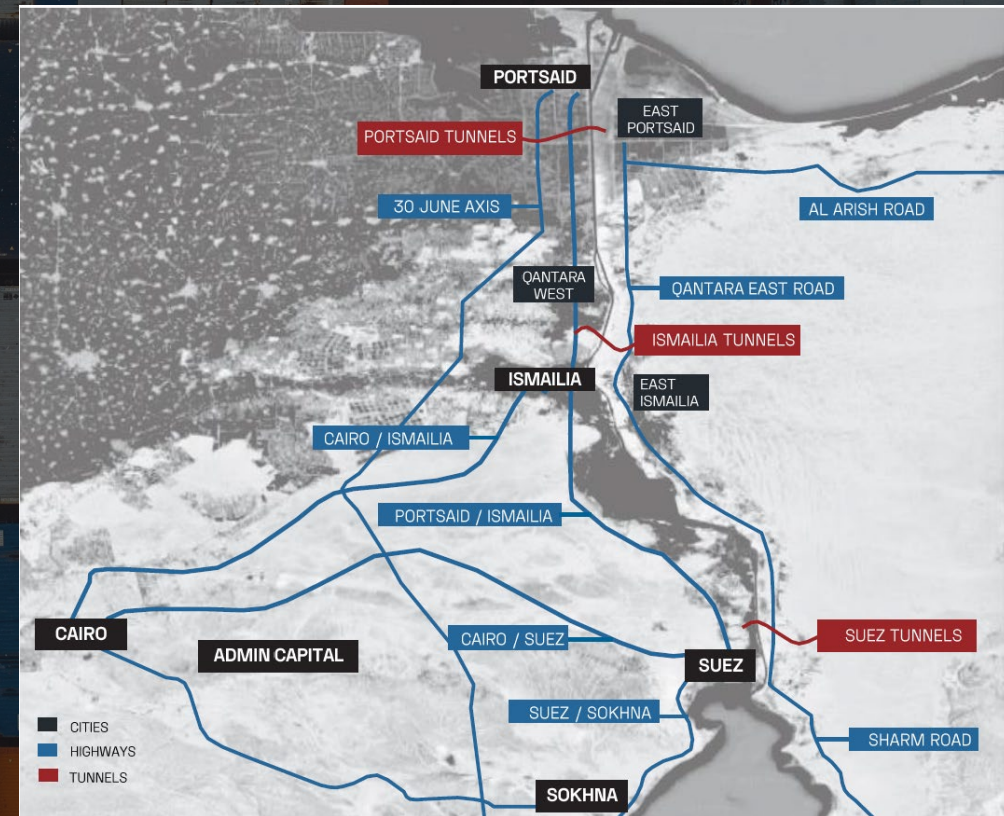 PORTSAID
EAST
PORTSAID
PORTSAID TUNNELS
30 JUNE AXIS
AL ARISH ROAD
QANTARA
WEST
QANTARA EAST ROAD
ISMAILIA TUNNELS
ISMAILIA
EAST
ISMAILIA
CAIRO / ISMAILIA
PORTSAID / ISMAILIA
CAIRO
ADMIN CAPITAL
CAIRO / SUEZ
SUEZ
SUEZ TUNNELS
SUEZ / SOKHNA
SHARM ROAD
CITIES
HIGHWAYS
TUNNELS
SOKHNA